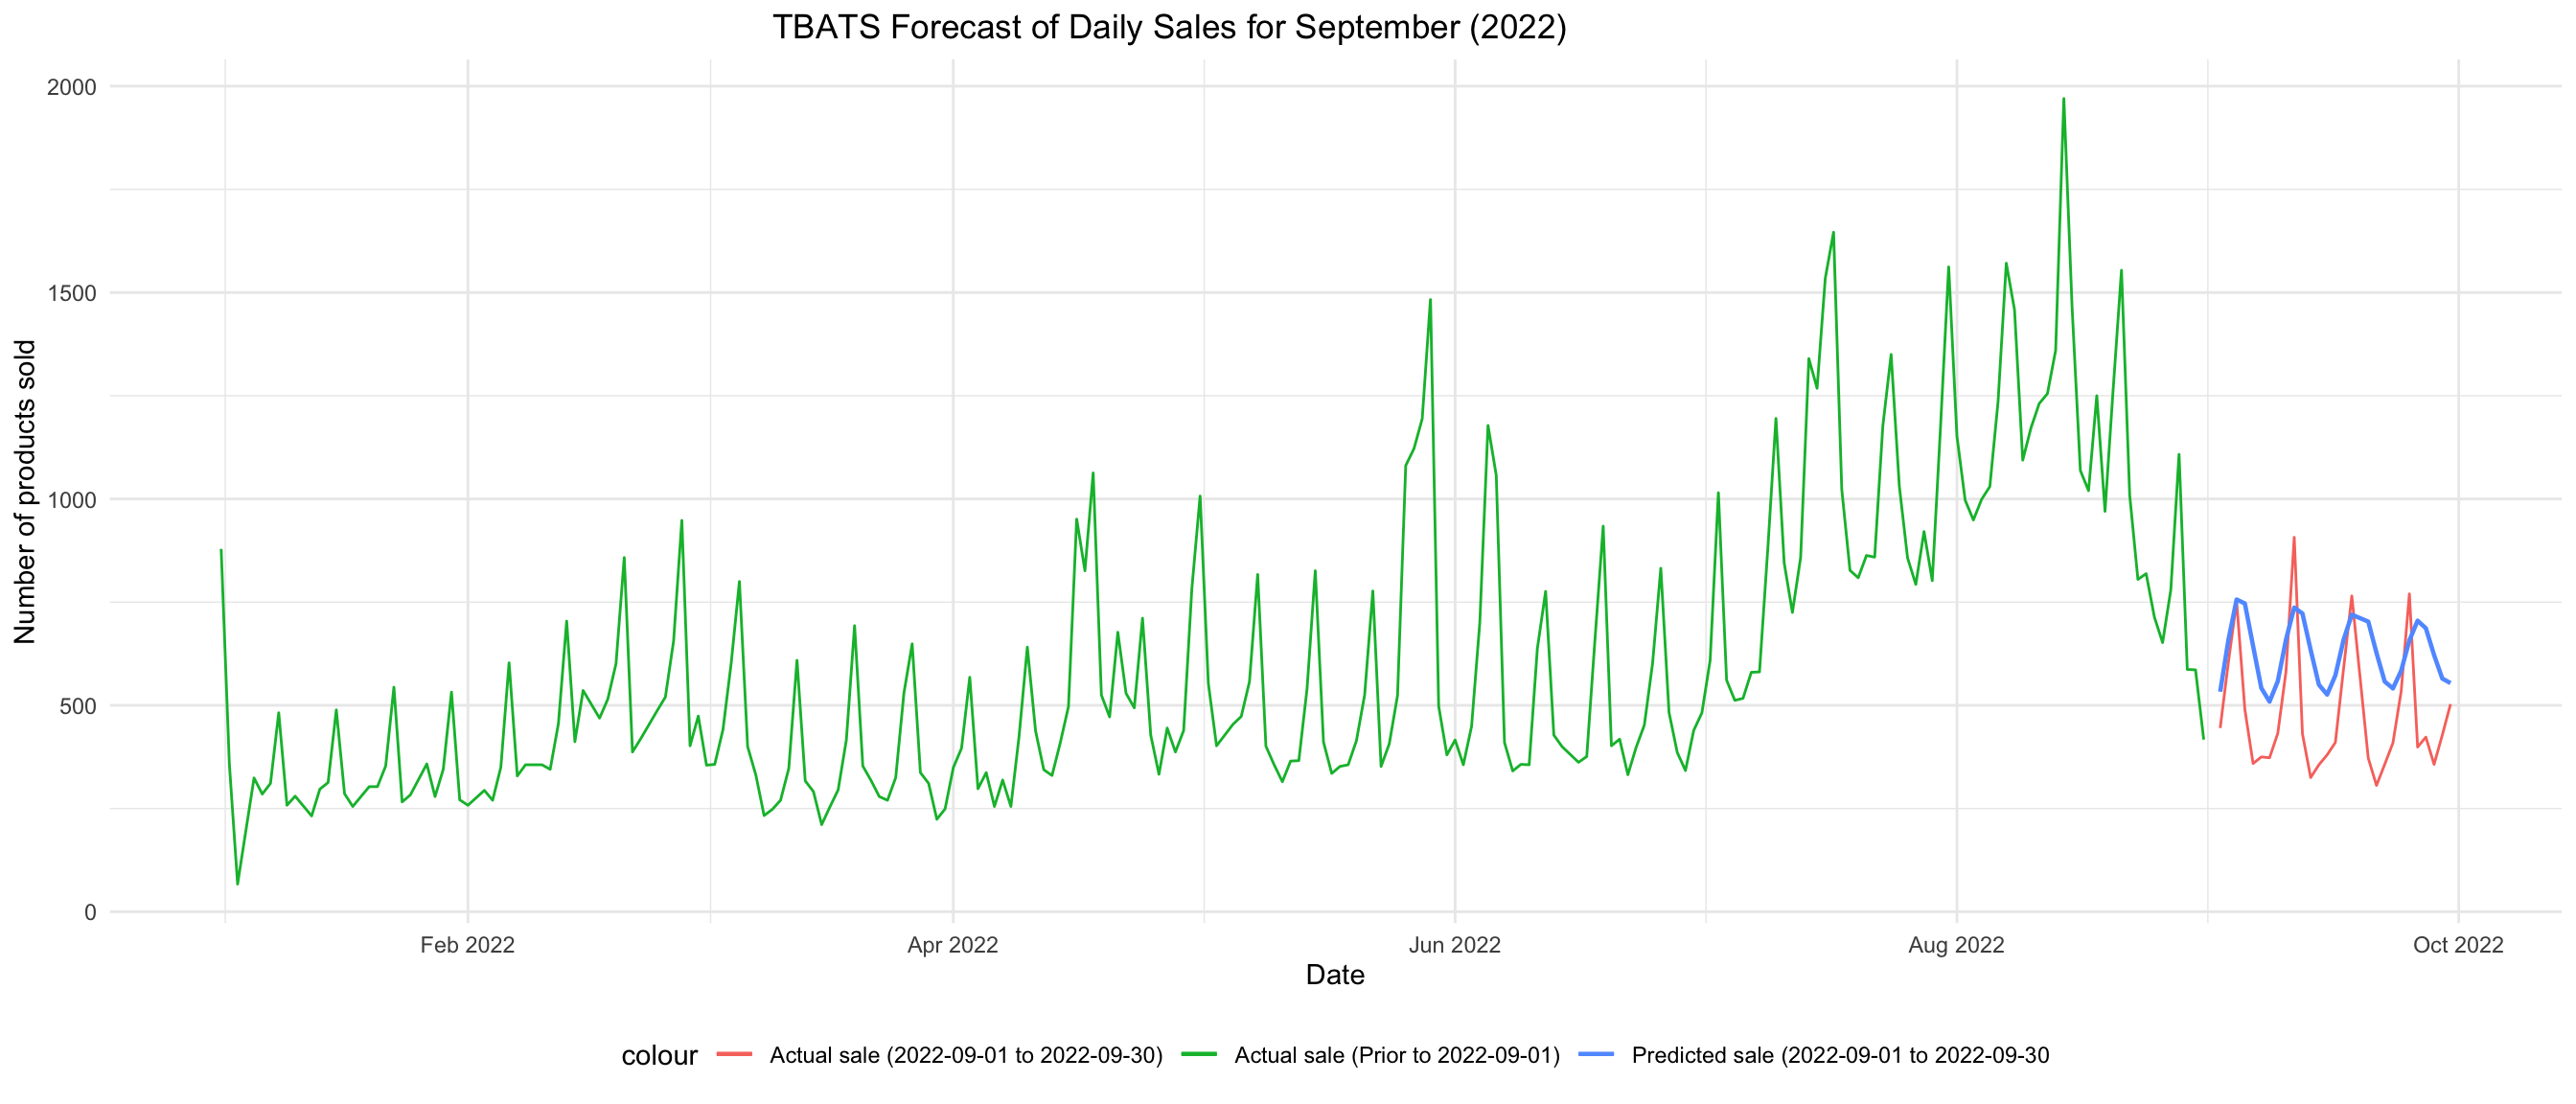 TBATS Forecast of Daily Sales for September (2022)
2000
1500
1000
500
0
Number of products sold
Feb 2022
Apr 2022
Jun 2022
Aug 2022
Oct 2022
Date
colour
Actual sale (2022-09-01 to 2022-09-30)
Actual sale (Prior to 2022-09-01)
Predicted sale (2022-09-01 to 2022-09-30